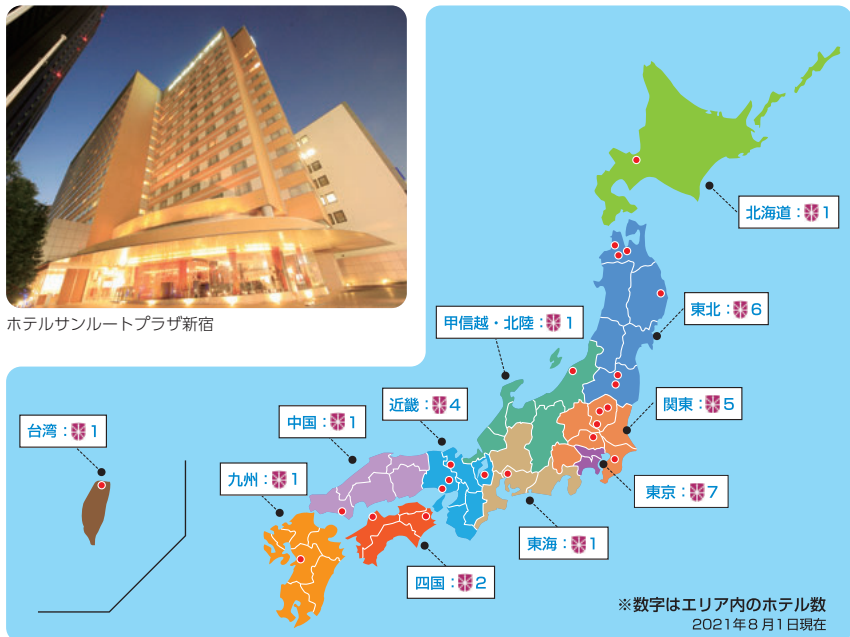 ホテルサンルートプラザ新宿
北海道：1
東北：6
甲信越・北陸：1
関東：5
近畿：4
中国：1
台湾：1
九州：1
東京：7
東海：1
四国：2
※数字はエリア内のホテル数
2021年8月1日現在